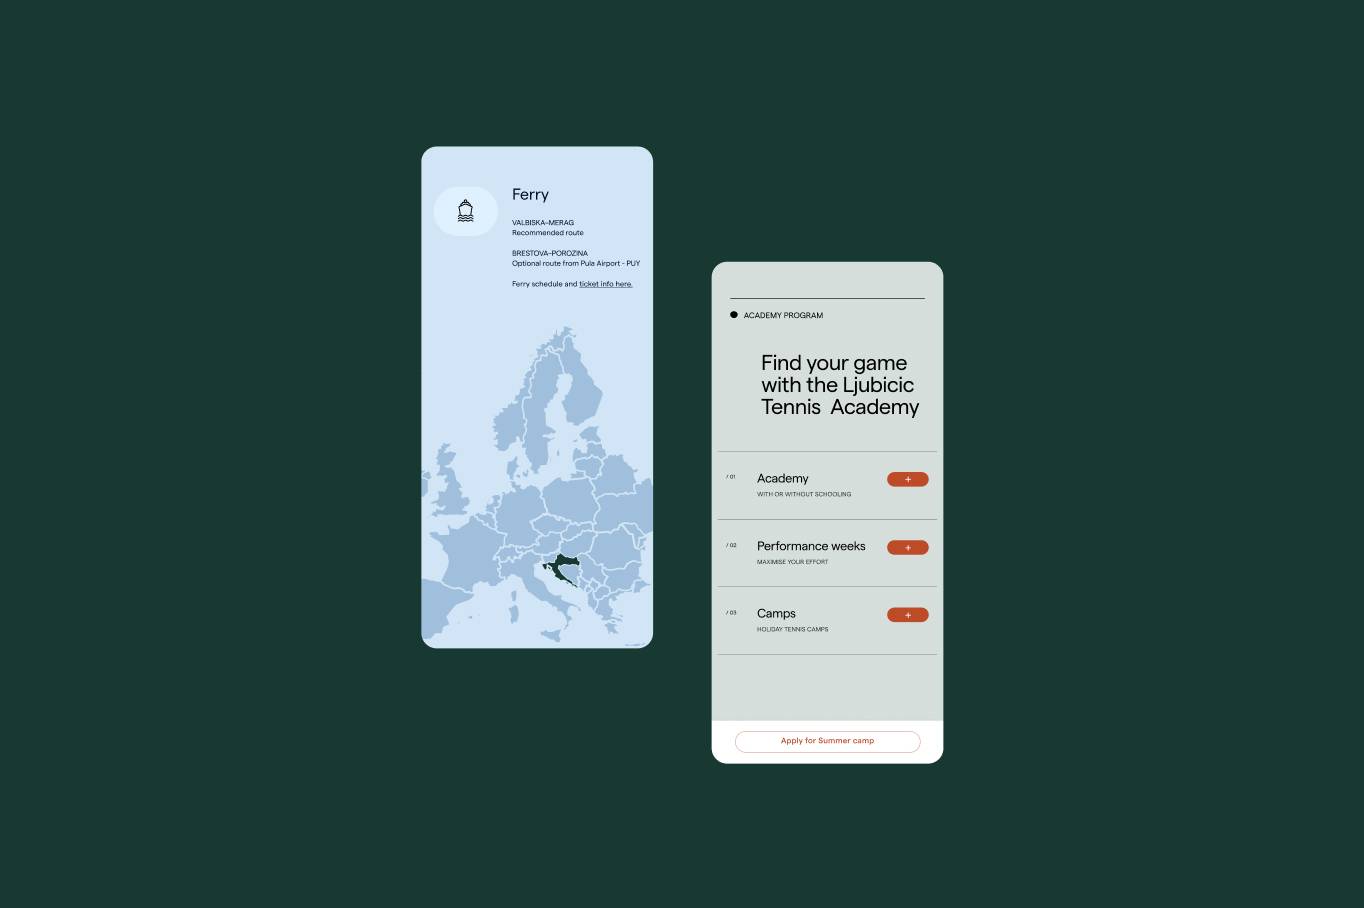 Ferry
VALBISKA–MERAG
Recommended route
BRESTOVA–POROZINA
Optional route from Pula Airport - PUY
Ferry schedule and ticket info here.
ACADEMY PROGRAM
Find your game
with the Ljubicic
Tennis Academy
/ 01
Academy
+
WITH OR WITHOUT SCHOOLING
/ 02
Performance weeks
+
MAXIMISE YOUR EFFORT
/ 03
Camps
+
HOLIDAY TENNIS CAMPS
Apply for Summer camp